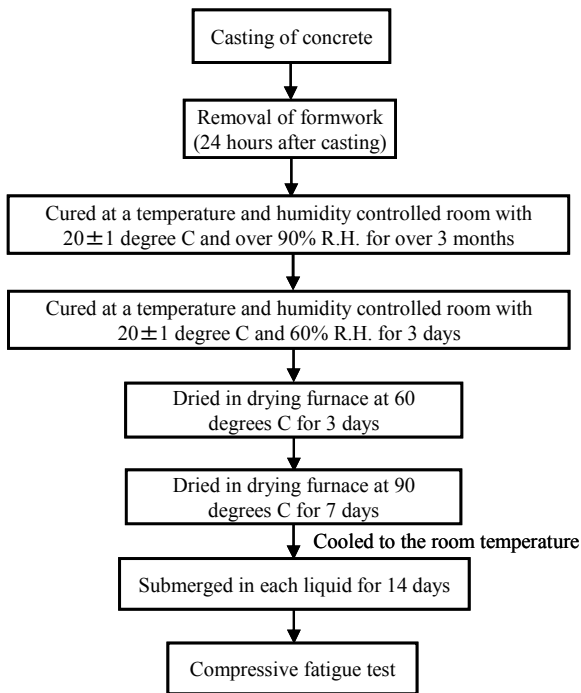 Casting of concrete
Removal of formwork
(24 hours after casting)
Cured at a temperature and humidity controlled room with
20±1 degree C and over 90% R.H. for over 3 months
Cured at a temperature and humidity controlled room with
20±1 degree C and 60% R.H. for 3 days
Dried in drying furnace at 60
degrees C for 3 days
Dried in drying furnace at 90
degrees C for 7 days
Cooled to the room temperature
Submerged in each liquid for 14 days
Compressive fatigue test